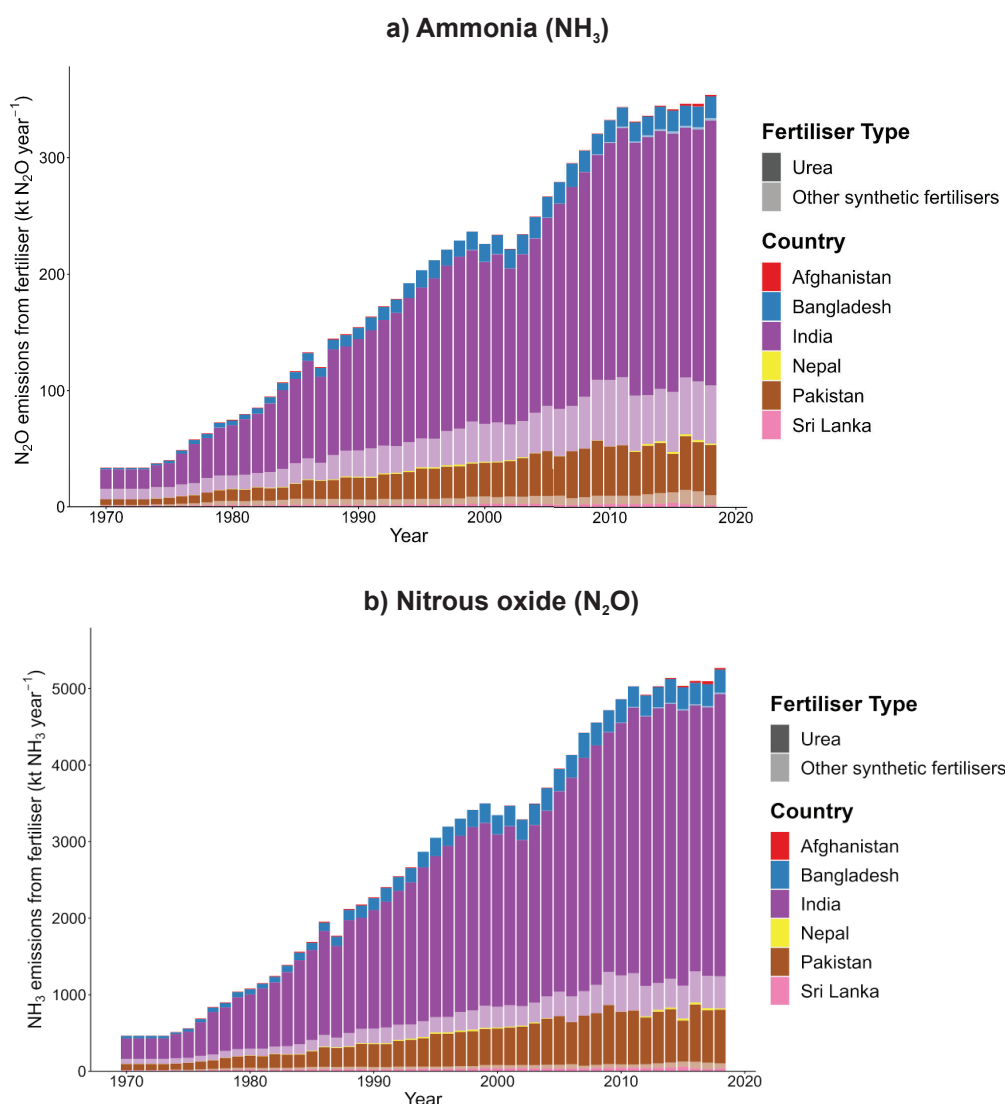 a) Ammonia (NH₃)
N₂O emissions from fertiliser (kt N₂O year⁻¹)
300
200
100
0
1970
1980
1990
2000
2010
2020
Year
Fertiliser Type
Urea
Other synthetic fertilisers
Country
Afghanistan
Bangladesh
India
Nepal
Pakistan
Sri Lanka
b) Nitrous oxide (N₂O)
NH₃ emissions from fertiliser (kt NH₃ year⁻¹)
5000
4000
3000
2000
1000
0
1970
1980
1990
2000
2010
2020
Year
Fertiliser Type
Urea
Other synthetic fertilisers
Country
Afghanistan
Bangladesh
India
Nepal
Pakistan
Sri Lanka